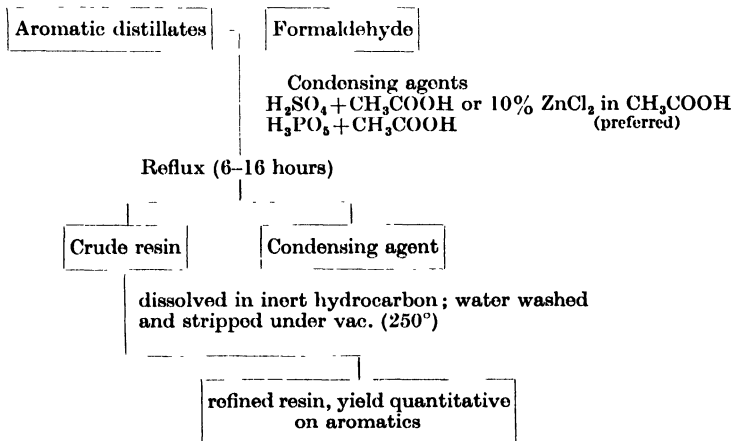 Aromatic distillates
Formaldehyde
Condensing agents
H₂SO₄+CH₃COOH or 10% ZnCl₂ in CH₃COOH
H₃PO₅+CH₃COOH (preferred)
Reflux (6–16 hours)
Crude resin
Condensing agent
dissolved in inert hydrocarbon; water washed
and stripped under vac. (250°)
refined resin, yield quantitative
on aromatics